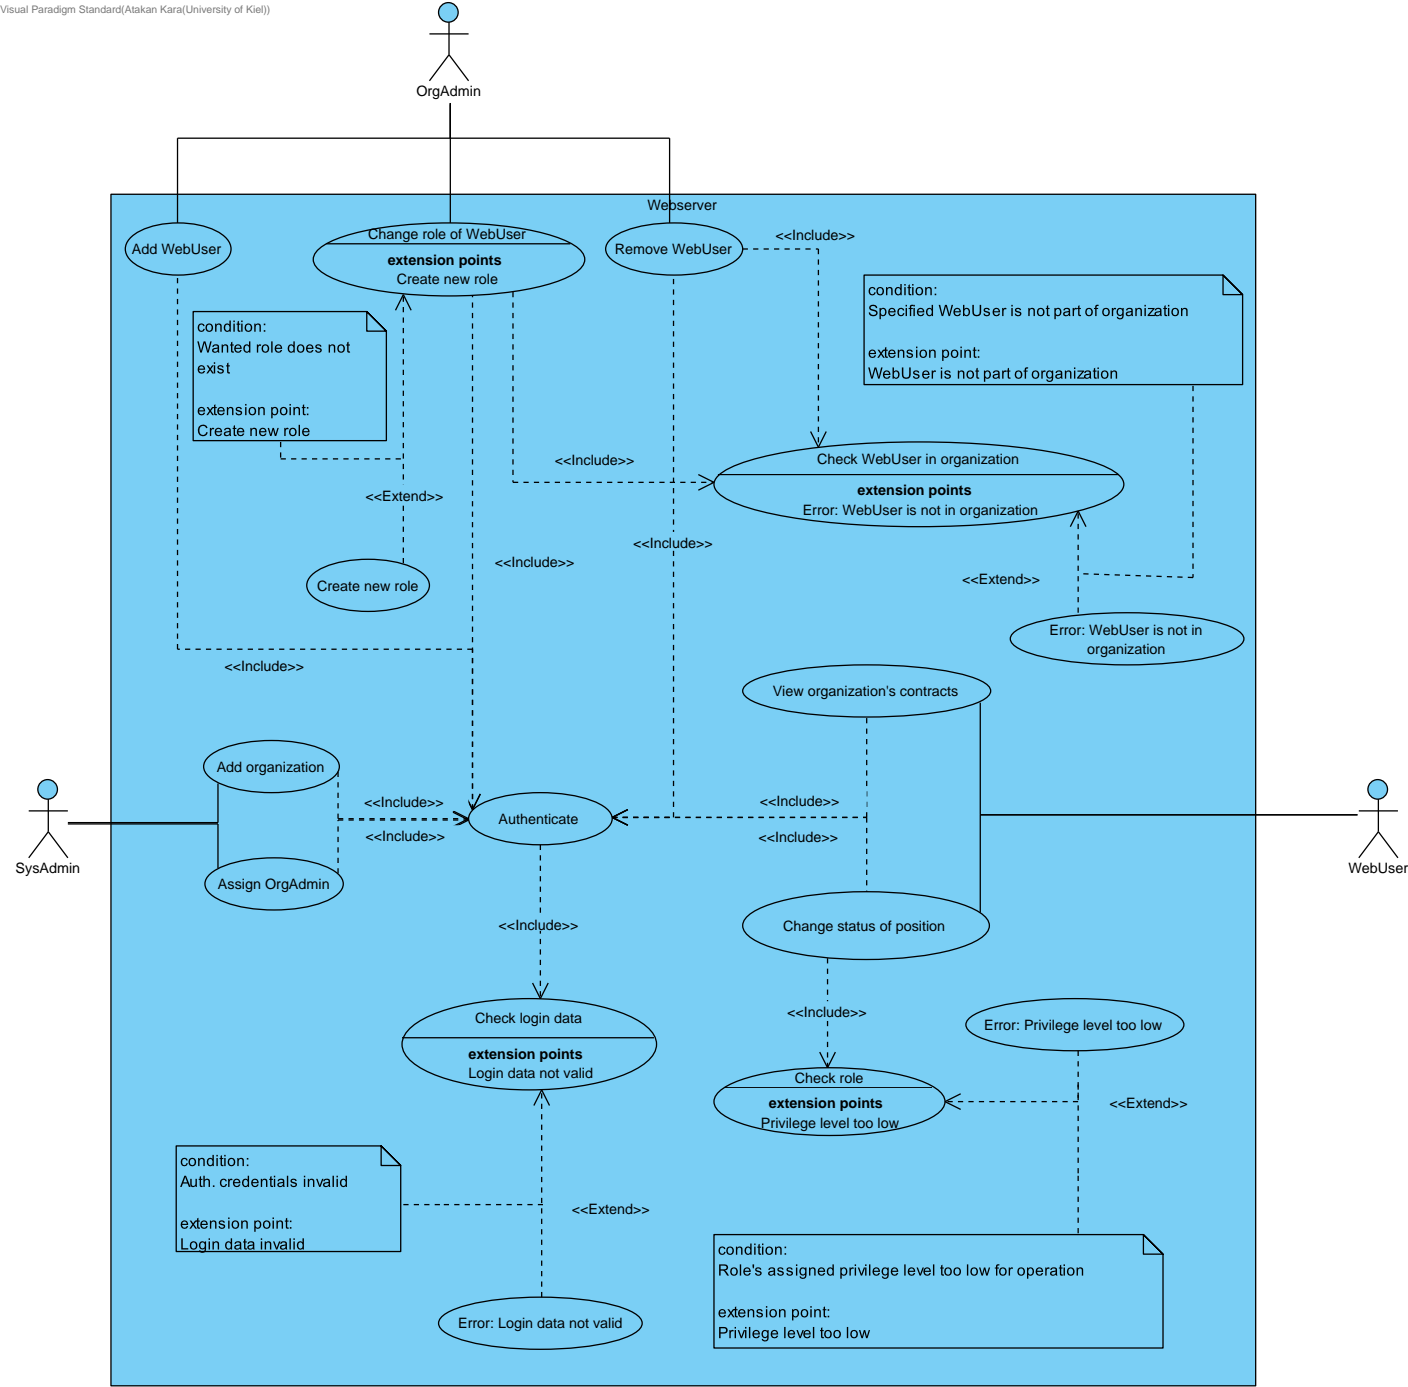 Visual Paradigm Standard(Atakan Kara(University of Kiel))
OrgAdmin
Webserver
Add WebUser
Change role of WebUser
extension points
Create new role
Remove WebUser
<<Include>>
condition:
Specified WebUser is not part of organization
extension point:
WebUser is not part of organization
condition:
Wanted role does not
exist
extension point:
Create new role
<<Include>>
Check WebUser in organization
extension points
Error: WebUser is not in organization
<<Extend>>
<<Include>>
<<Include>>
<<Extend>>
Create new role
Error: WebUser is not in
organization
<<Include>>
View organization's contracts
Add organization
<<Include>>
<<Include>>
Authenticate
<<Include>>
<<Include>>
SysAdmin
WebUser
Assign OrgAdmin
<<Include>>
Change status of position
<<Include>>
Check login data
extension points
Login data not valid
Error: Privilege level too low
Check role
extension points
Privilege level too low
<<Extend>>
condition:
Auth. credentials invalid
extension point:
Login data invalid
<<Extend>>
condition:
Role's assigned privilege level too low for operation
extension point:
Privilege level too low
Error: Login data not valid